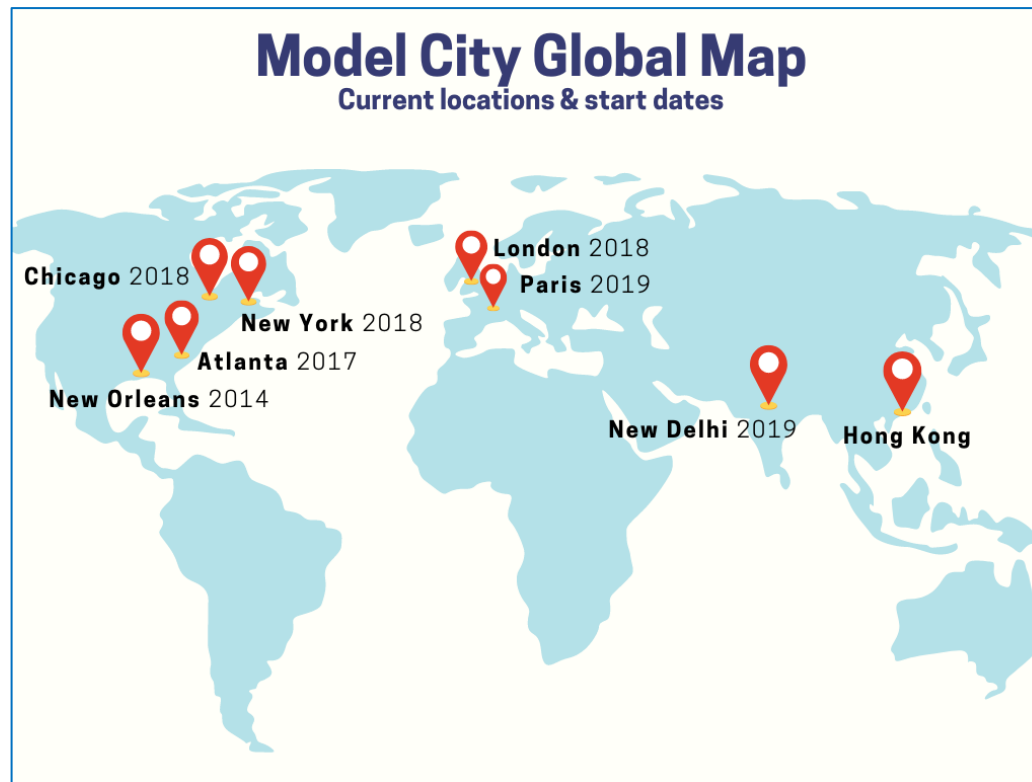 Model City Global Map
Current locations & start dates
Chicago 2018
New York 2018
Atlanta 2017
New Orleans 2014
London 2018
Paris 2019
New Delhi 2019
Hong Kong